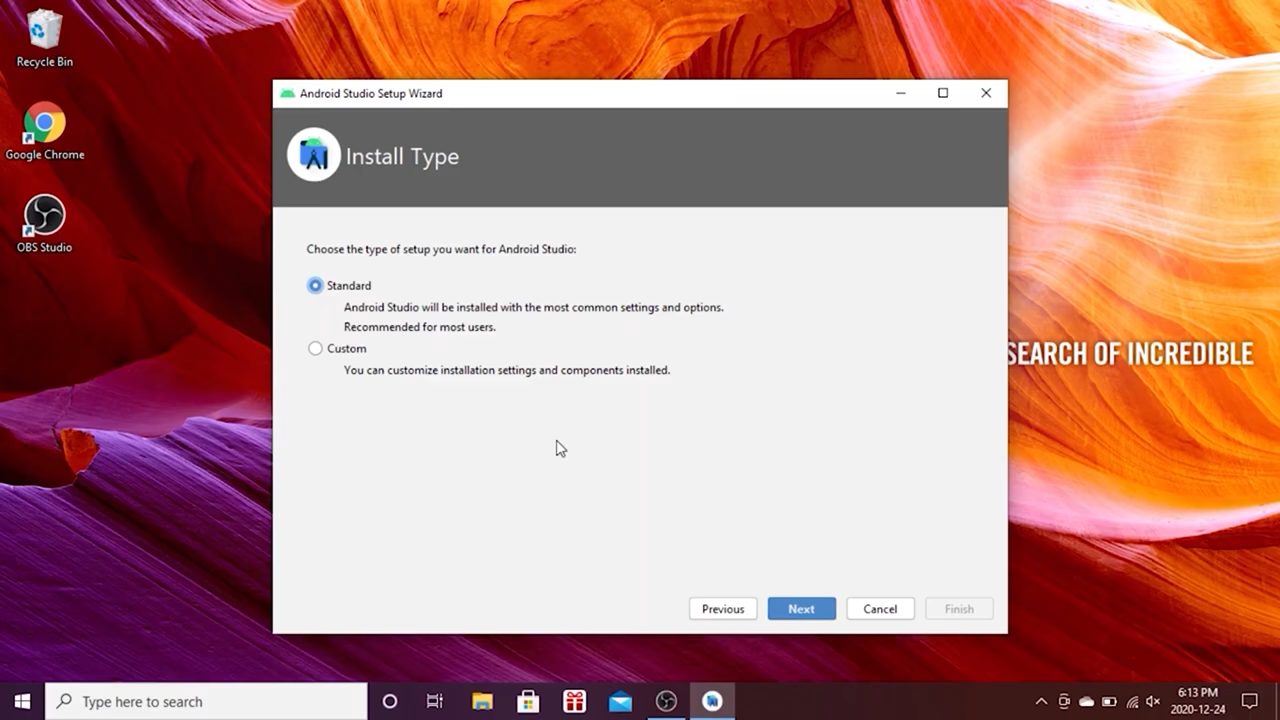 Recycle Bin
Google Chrome
OBS Studio
Android Studio Setup Wizard
Install Type
Choose the type of setup you want for Android Studio:
Standard
Android Studio will be installed with the most common settings and options.
Recommended for most users.
Custom
You can customize installation settings and components installed.
Previous
Next
Cancel
Finish
SEARCH OF INCREDIBLE
Type here to search
6:13 PM
2020-12-24